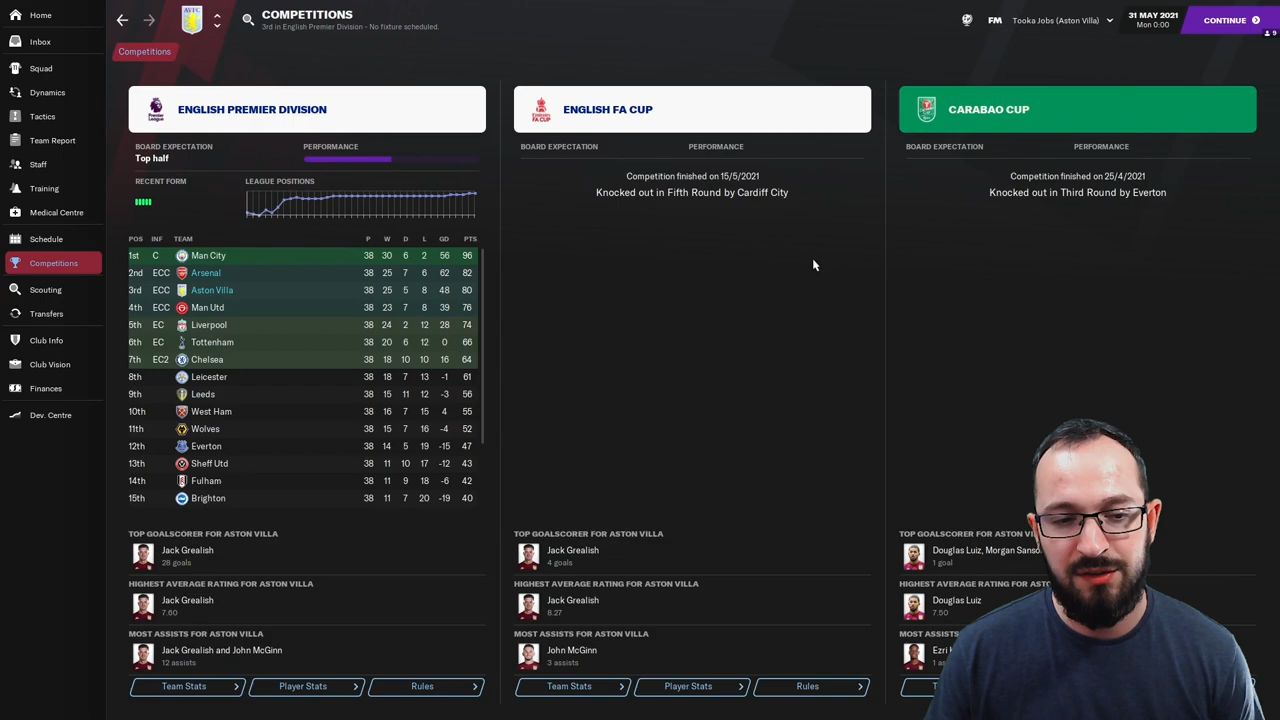 Home
COMPETITIONS
3rd in English Premier Division - No fixture scheduled.
FM
Tooka Jobs (Aston Villa)
31 MAY 2021
Mon 0:00
CONTINUE
9
Inbox
Squad
Dynamics
Tactics
Team Report
Staff
Training
Medical Centre
Schedule
Competitions
Scouting
Transfers
Club Info
Club Vision
Finances
Dev. Centre
AVFC
Competitions
ENGLISH PREMIER DIVISION
BOARD EXPECTATION PERFORMANCE
Top half
RECENT FORM LEAGUE POSITIONS
POS INF TEAM P W D L GD PTS
1st C Man City 38 30 6 2 56 96
2nd ECC Arsenal 38 25 7 6 62 82
3rd ECC Aston Villa 38 25 5 8 48 80
4th ECC Man Utd 38 23 7 8 39 76
5th EC Liverpool 38 24 2 12 28 74
6th EC Tottenham 38 20 6 12 0 66
7th EC2 Chelsea 38 18 10 10 16 64
8th Leicester 38 18 7 13 -1 61
9th Leeds 38 15 11 12 -3 56
10th West Ham 38 16 7 15 4 55
11th Wolves 38 15 7 16 -4 52
12th Everton 38 14 5 19 -15 47
13th Sheff Utd 38 11 10 17 -12 43
14th Fulham 38 11 9 18 -6 42
15th Brighton 38 11 7 20 -19 40
TOP GOALSCORER FOR ASTON VILLA
Jack Grealish
28 goals
HIGHEST AVERAGE RATING FOR ASTON VILLA
Jack Grealish
7.60
MOST ASSISTS FOR ASTON VILLA
Jack Grealish and John McGinn
12 assists
Team Stats
Player Stats
Rules
ENGLISH FA CUP
BOARD EXPECTATION PERFORMANCE
Competition finished on 15/5/2021
Knocked out in Fifth Round by Cardiff City
TOP GOALSCORER FOR ASTON VILLA
Jack Grealish
4 goals
HIGHEST AVERAGE RATING FOR ASTON VILLA
Jack Grealish
8.27
MOST ASSISTS FOR ASTON VILLA
John McGinn
3 assists
Team Stats
Player Stats
Rules
CARABAO CUP
BOARD EXPECTATION PERFORMANCE
Competition finished on 25/4/2021
Knocked out in Third Round by Everton
TOP GOALSCORER FOR ASTON VI
Douglas Luiz, Morgan Sanso
1 goal
HIGHEST AVERAGE RATING FOR ASTO
Douglas Luiz
7.50
MOST ASSISTS FOR ASTO
Ezri